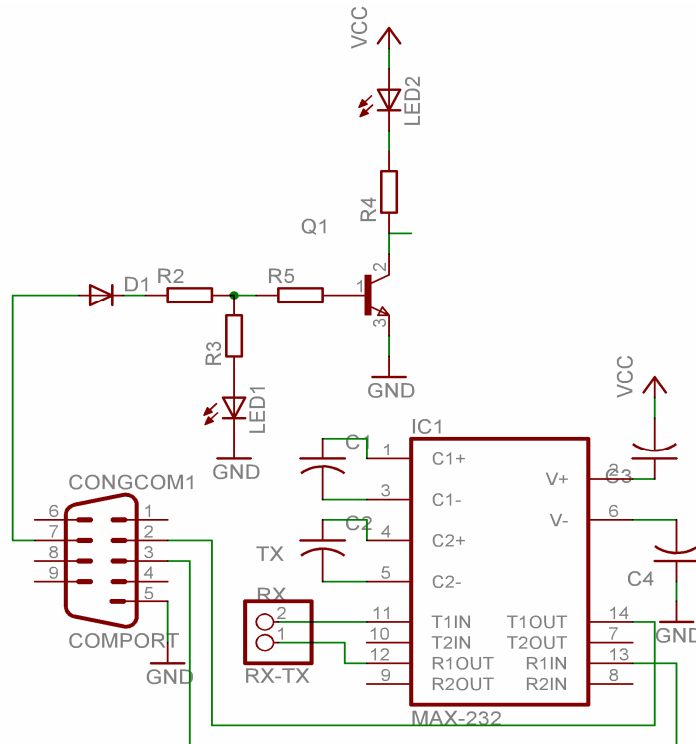 VCC
LED2
R4
Q1
2
1
3
GND
D1
R2
R5
R3
LED1
GND
VCC
IC1
C1
C2
C3
C4
GND
1
3
4
5
11
10
12
9
C1+
C1-
C2+
C2-
T1IN
T2IN
R1OUT
R2OUT
V+
V-
T1OUT
T2OUT
R1IN
R2IN
2
6
14
7
13
8
MAX-232
TX
RX
2
1
RX-TX
CONGCOM1
6
7
8
9
1
2
3
4
5
COMPORT
GND